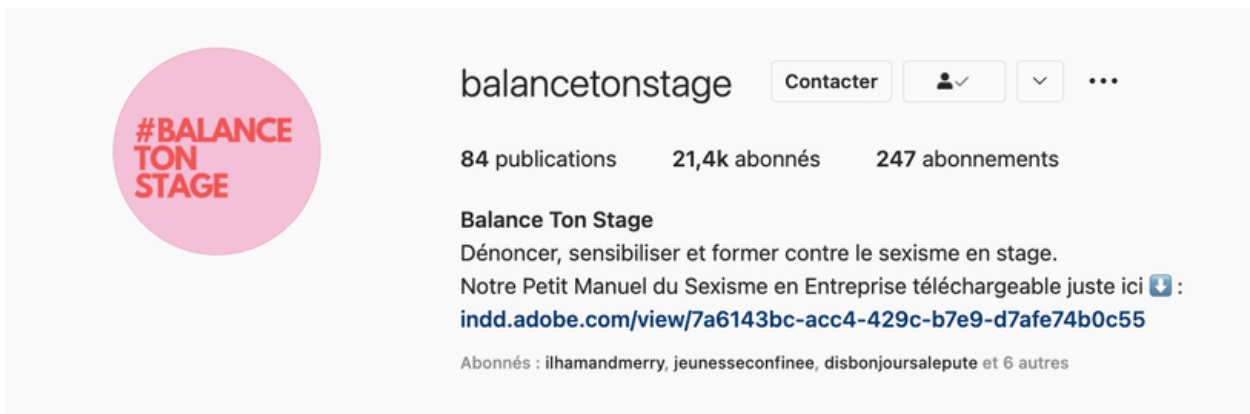 #BALANCE
TON
STAGE
balancetonstage Contacter
84 publications 21,4k abonnés 247 abonnements
Balance Ton Stage
Dénoncer, sensibiliser et former contre le sexisme en stage.
Notre Petit Manuel du Sexisme en Entreprise téléchargeable juste ici ⬇️ :
indd.adobe.com/view/7a6143bc-acc4-429c-b7e9-d7afe74b0c55
Abonnés : ilhamandmerry, jeunesseconfinee, disbonjoursalepute et 6 autres